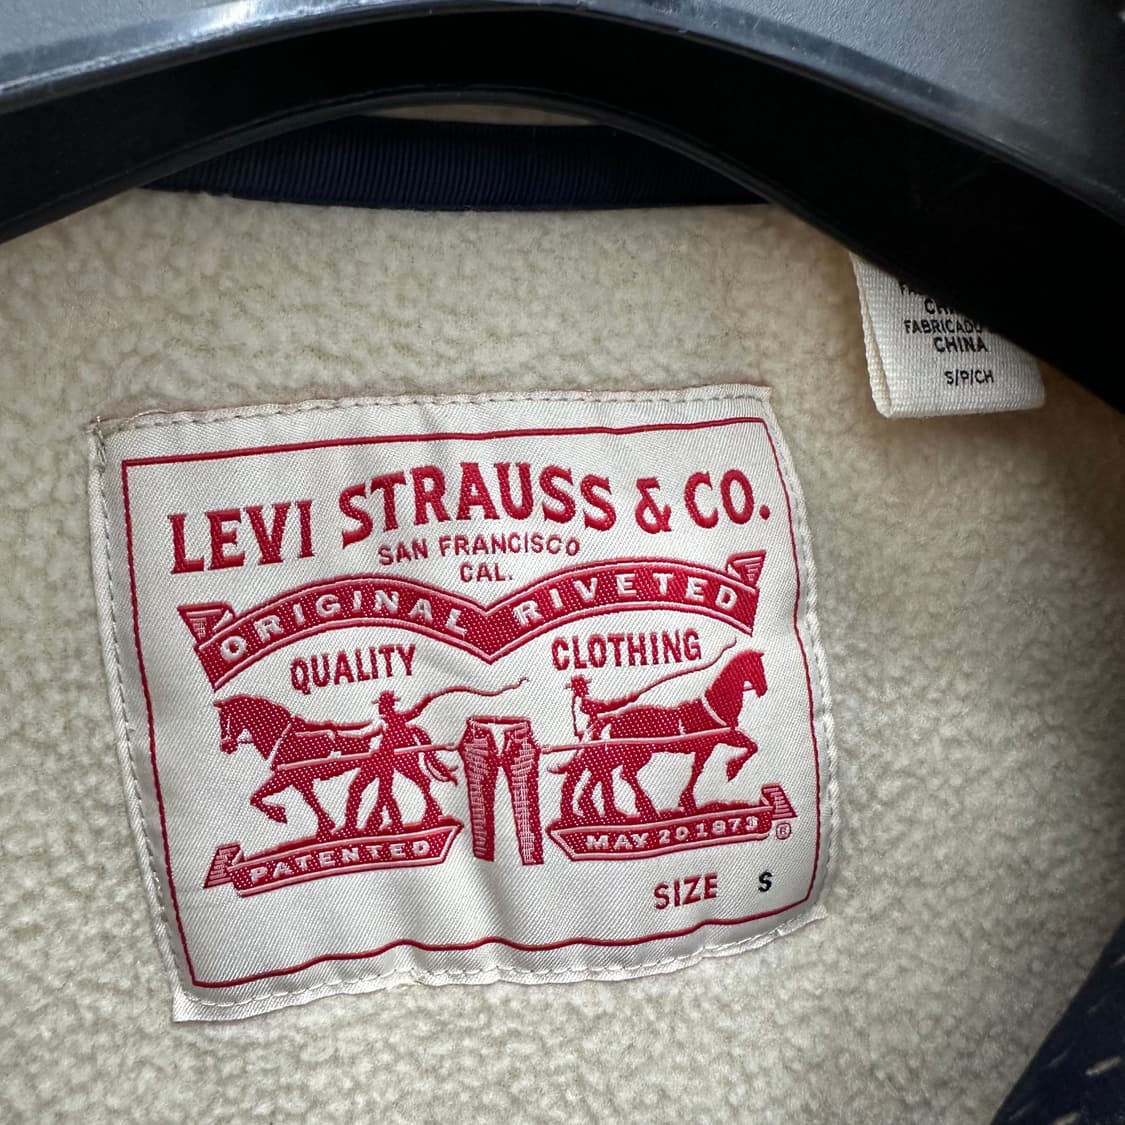 FABRICADO
CHINA
S/P/CH
LEVI STRAUSS & CO.
SAN FRANCISCO
CAL.
ORIGINAL RIVETED
QUALITY CLOTHING
PATENTED MAY 20 1873 ®
SIZE S